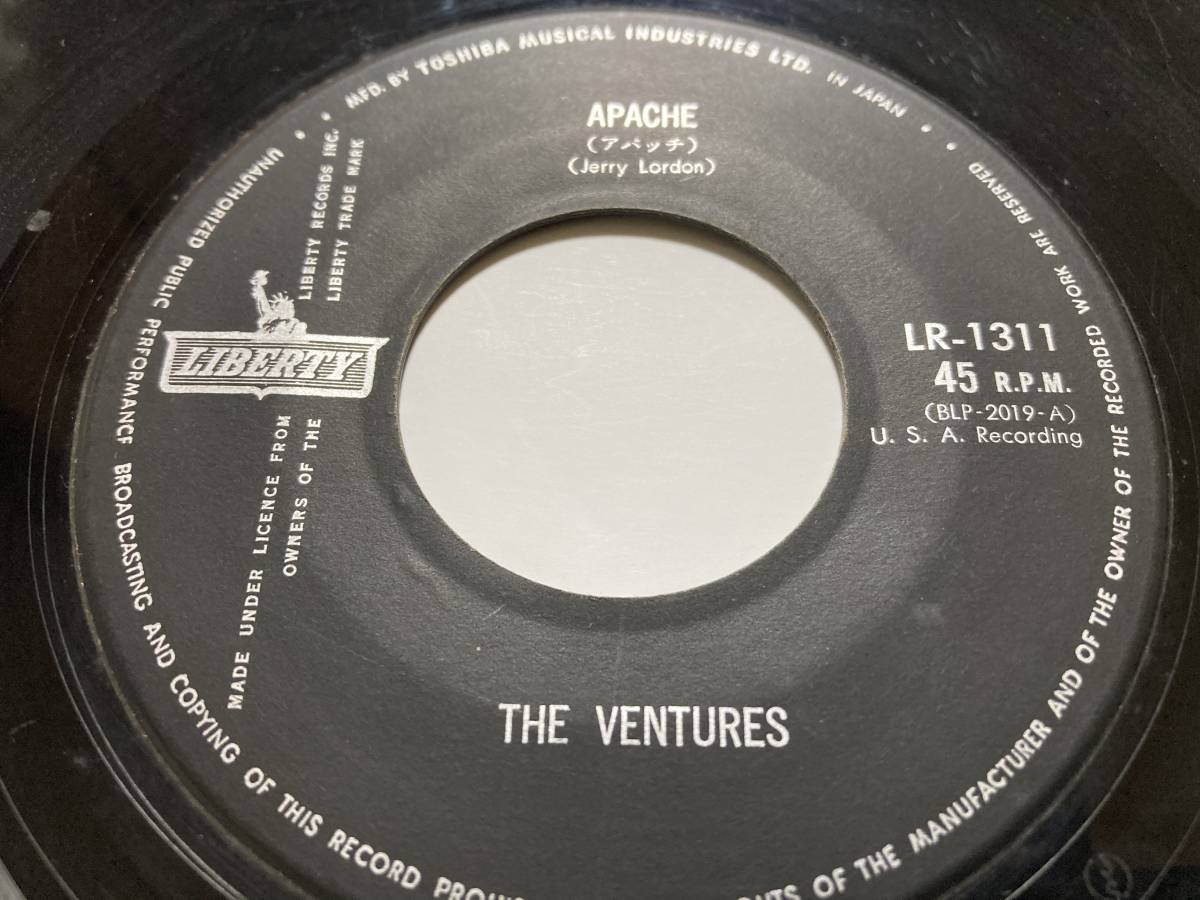 MFD. BY TOSHIBA MUSICAL INDUSTRIES LTD. IN JAPAN
APACHE
(アパッチ)
(Jerry Lordon)
LIBERTY RECORDS INC.
LIBERTY TRADE MARK
LIBERTY
MADE UNDER LICENCE FROM
OWNERS OF THE
LR-1311
45 R.P.M.
(BLP-2019-A)
U. S. A. Recording
THE VENTURES
UNAUTHORIZED PUBLIC PERFORMANCE BROADCASTING AND COPYING OF THIS RECORD
OF THE MANUFACTURER AND OF THE OWNER OF THE RECORDED WORK ARE RESERVED